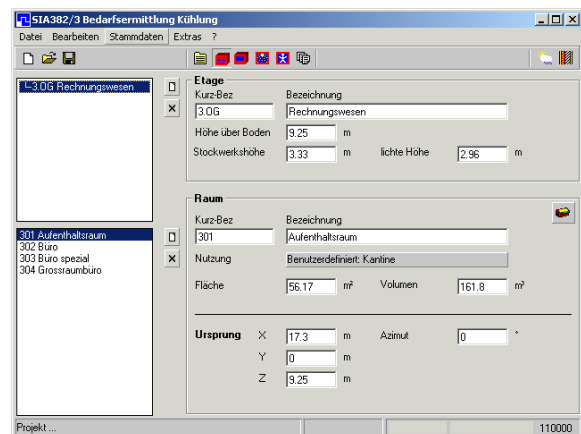 SIA382/3 Bedarfsermittlung Kühlung
Datei Bearbeiten Stammdaten Extras ?
3.OG Rechnungswesen
Etage
Kurz-Bez Bezeichnung
3.OG Rechnungswesen
Höhe über Boden 9.25 m
Stockwerkshöhe 3.33 m lichte Höhe 2.96 m
301 Aufenthaltsraum
302 Büro
303 Büro spezial
304 Grossraumbüro
Raum
Kurz-Bez Bezeichnung
301 Aufenthaltsraum
Nutzung Benutzerdefiniert: Kantine
Fläche 56.17 m² Volumen 161.8 m³
Ursprung X 17.3 m Azimut 0 °
Y 0 m
Z 9.25 m
Projekt ... 110000